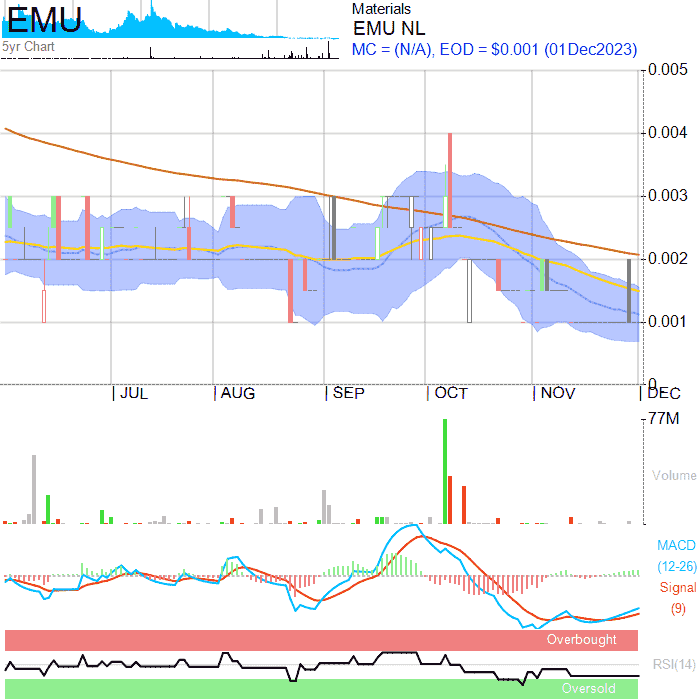 EMU
5yr Chart
Materials
EMU NL
MC = (N/A), EOD = $0.001 (01Dec2023)
0.005
0.004
0.003
0.002
0.001
0
JUL
AUG
SEP
OCT
NOV
DEC
77M
Volume
MACD
(12-26)
Signal
(9)
Overbought
RSI(14)
Oversold